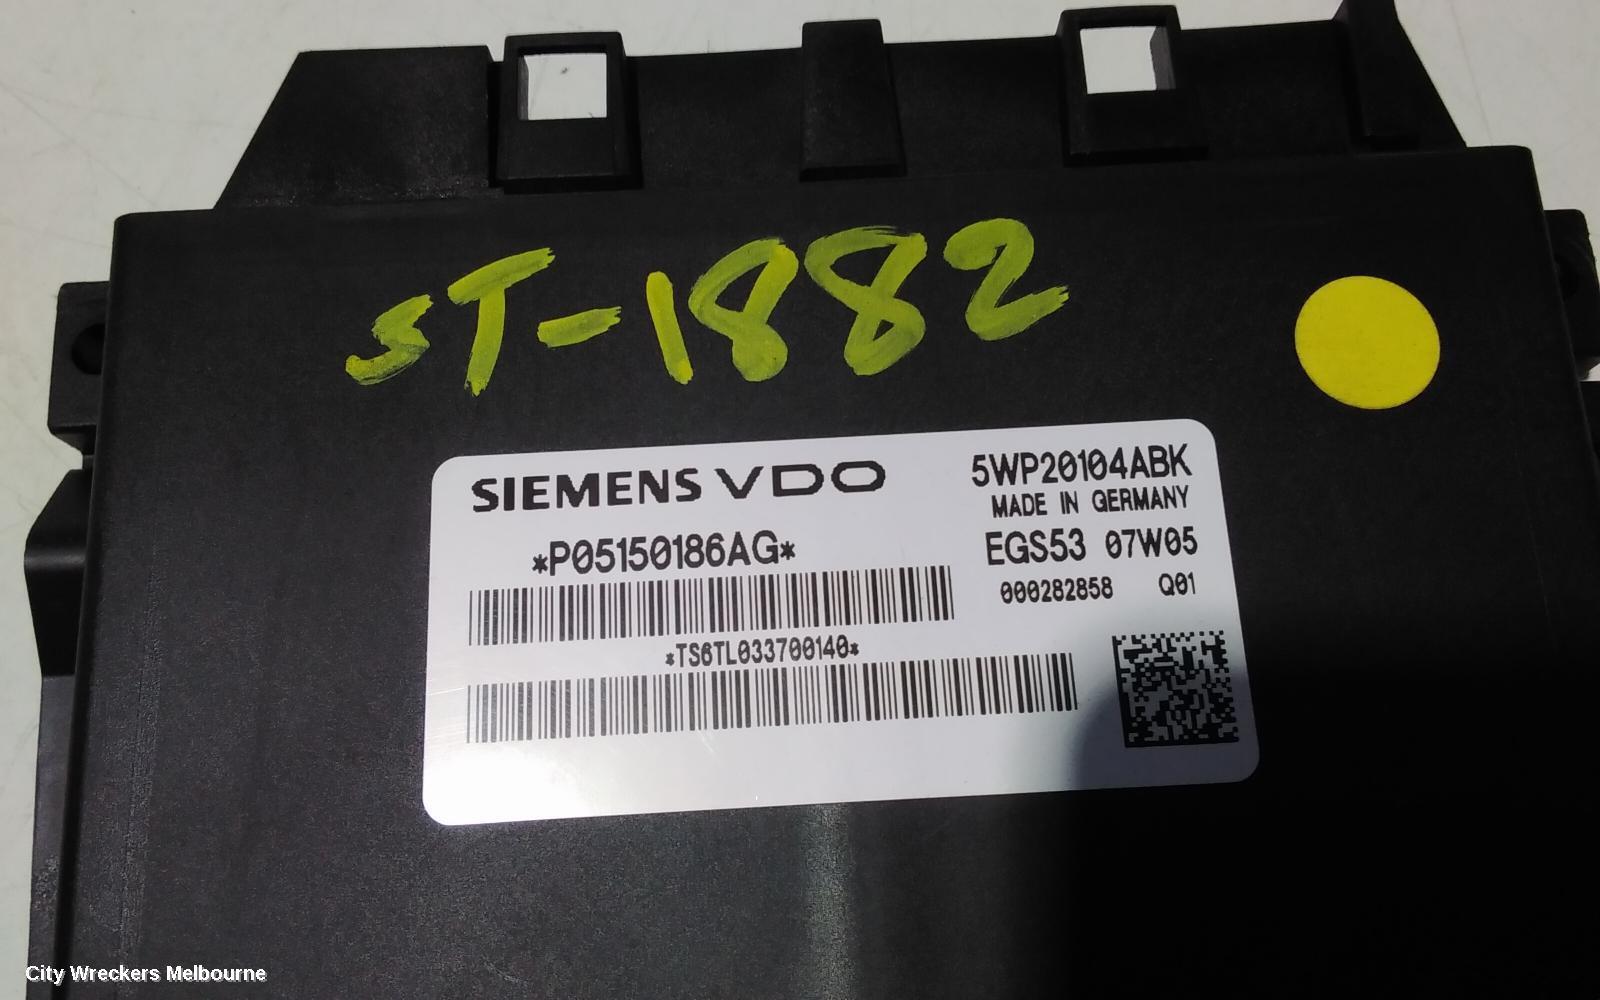 ST-1882
SIEMENS VDO
5WP20104ABK
MADE IN GERMANY
*P05150186AG*
EGS53 07W05
000282858 Q01
*TS6TL033700140*
City Wreckers Melbourne